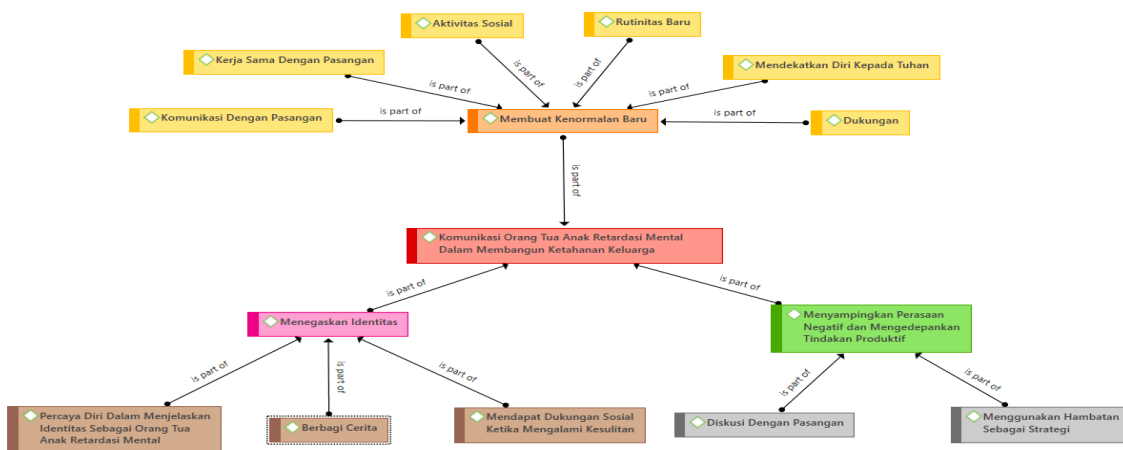 Aktivitas Sosial
Rutinitas Baru
Kerja Sama Dengan Pasangan
Mendekatkan Diri Kepada Tuhan
is part of
is part of
is part of
is part of
Komunikasi Dengan Pasangan
is part of
Membuat Kenormalan Baru
is part of
Dukungan
is part of
Komunikasi Orang Tua Anak Retardasi Mental
Dalam Membangun Ketahanan Keluarga
is part of
is part of
Menegaskan Identitas
Menyampingkan Perasaan
Negatif dan Mengedepankan
Tindakan Produktif
is part of
is part of
is part of
is part of
is part of
Percaya Diri Dalam Menjelaskan
Identitas Sebagai Orang Tua
Anak Retardasi Mental
Berbagi Cerita
Mendapat Dukungan Sosial
Ketika Mengalami Kesulitan
Diskusi Dengan Pasangan
Menggunakan Hambatan
Sebagai Strategi